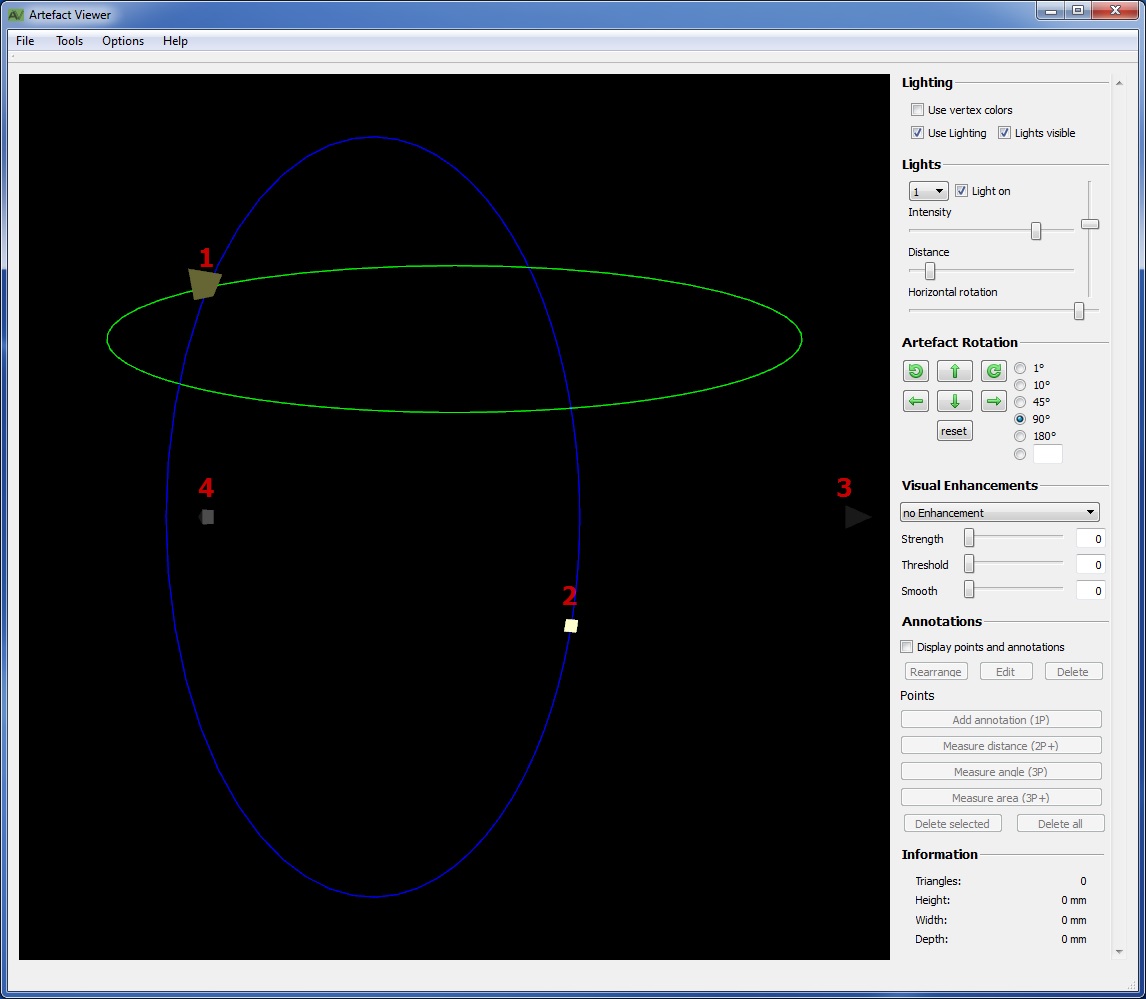 Artefact Viewer
File Tools Options Help
1
4
3
2
Lighting
Use vertex colors
Use Lighting Lights visible
Lights
1 Light on
Intensity
Distance
Horizontal rotation
Artefact Rotation
1°
10°
45°
90°
reset
180°
Visual Enhancements
no Enhancement
Strength 0
Threshold 0
Smooth 0
Annotations
Display points and annotations
Rearrange Edit Delete
Points
Add annotation (1P)
Measure distance (2P+)
Measure angle (3P)
Measure area (3P+)
Delete selected Delete all
Information
Triangles: 0
Height: 0 mm
Width: 0 mm
Depth: 0 mm